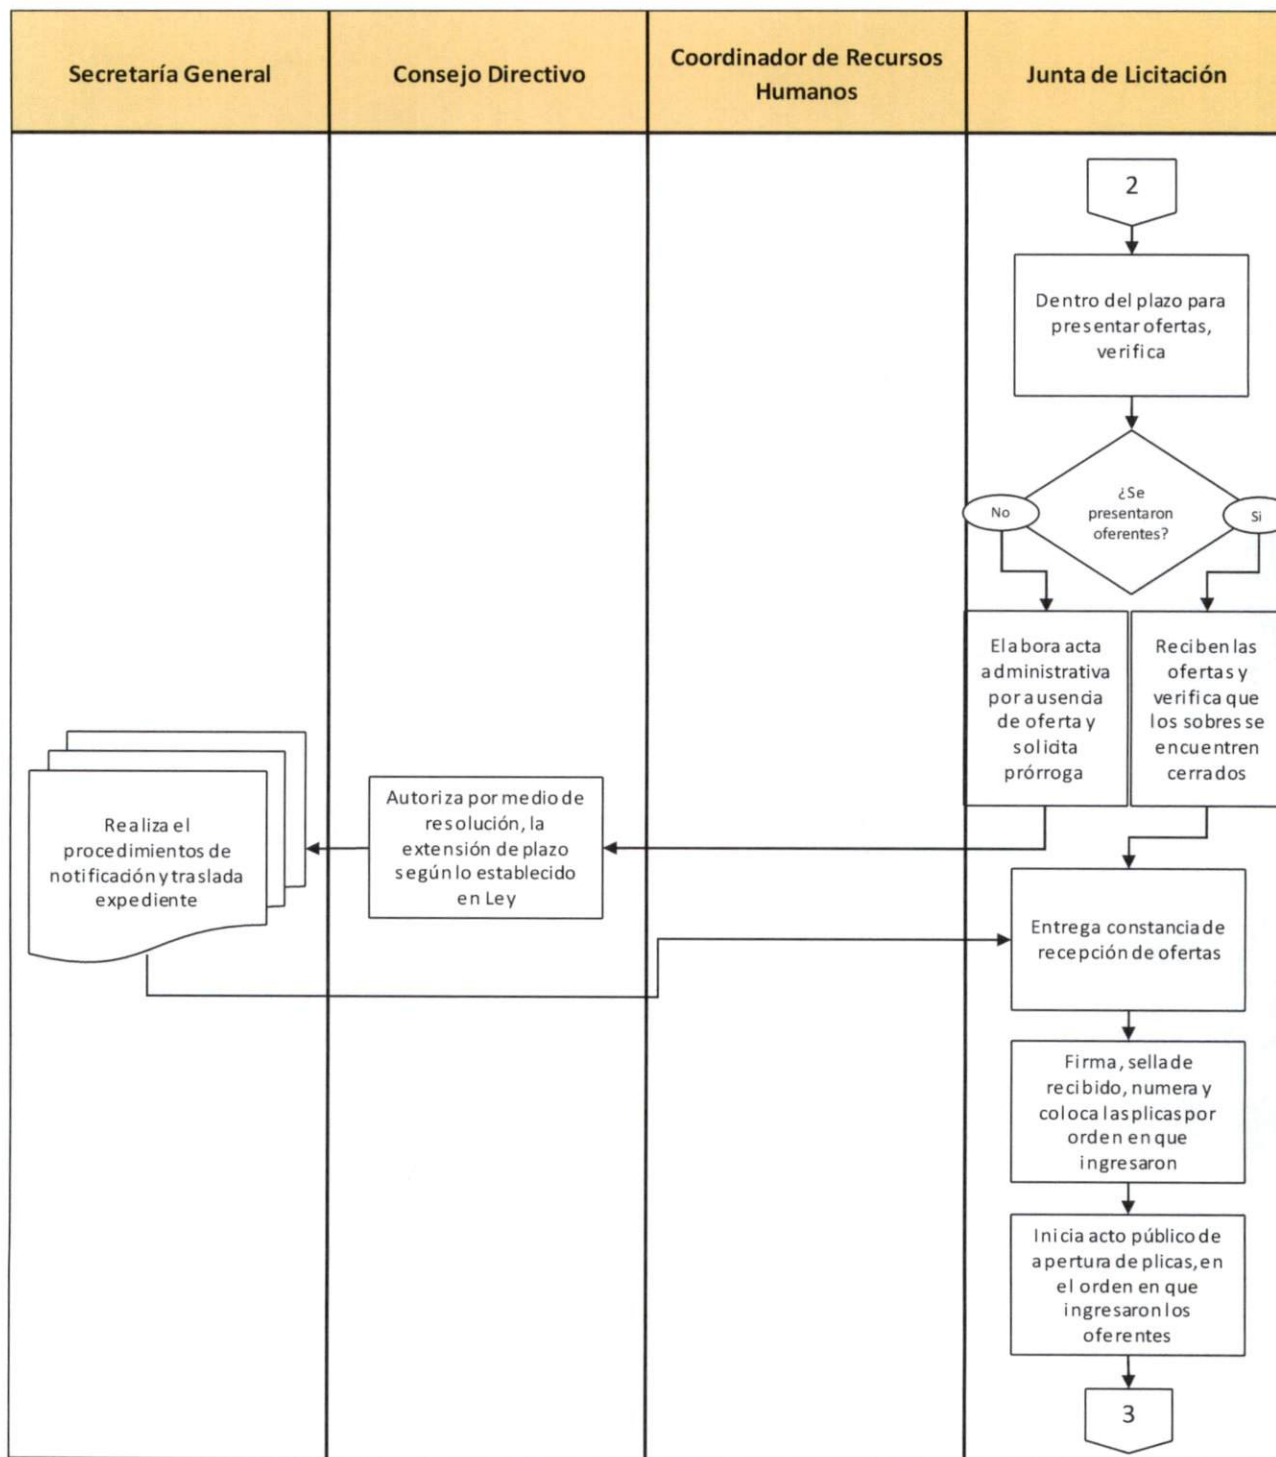 Secretaría General
Consejo Directivo
Coordinador de Recursos
Humanos
Junta de Licitación
2
Dentro del plazo para
presentar ofertas,
verifica
¿Se
presentaron
oferentes?
No
Si
Elabora acta
administrativa
por ausencia
de oferta y
solicita
prórroga
Reciben las
ofertas y
verifica que
los sobres se
encuentren
cerrados
Autoriza por medio de
resolución, la
extensión de plazo
según lo establecido
en Ley
Realiza el
procedimientos de
notificación y traslada
expediente
Entrega constancia de
recepción de ofertas
Firma, sella de
recibido, numera y
coloca las plicas por
orden en que
ingresaron
Inicia acto público de
apertura de plicas, en
el orden en que
ingresaron los
oferentes
3